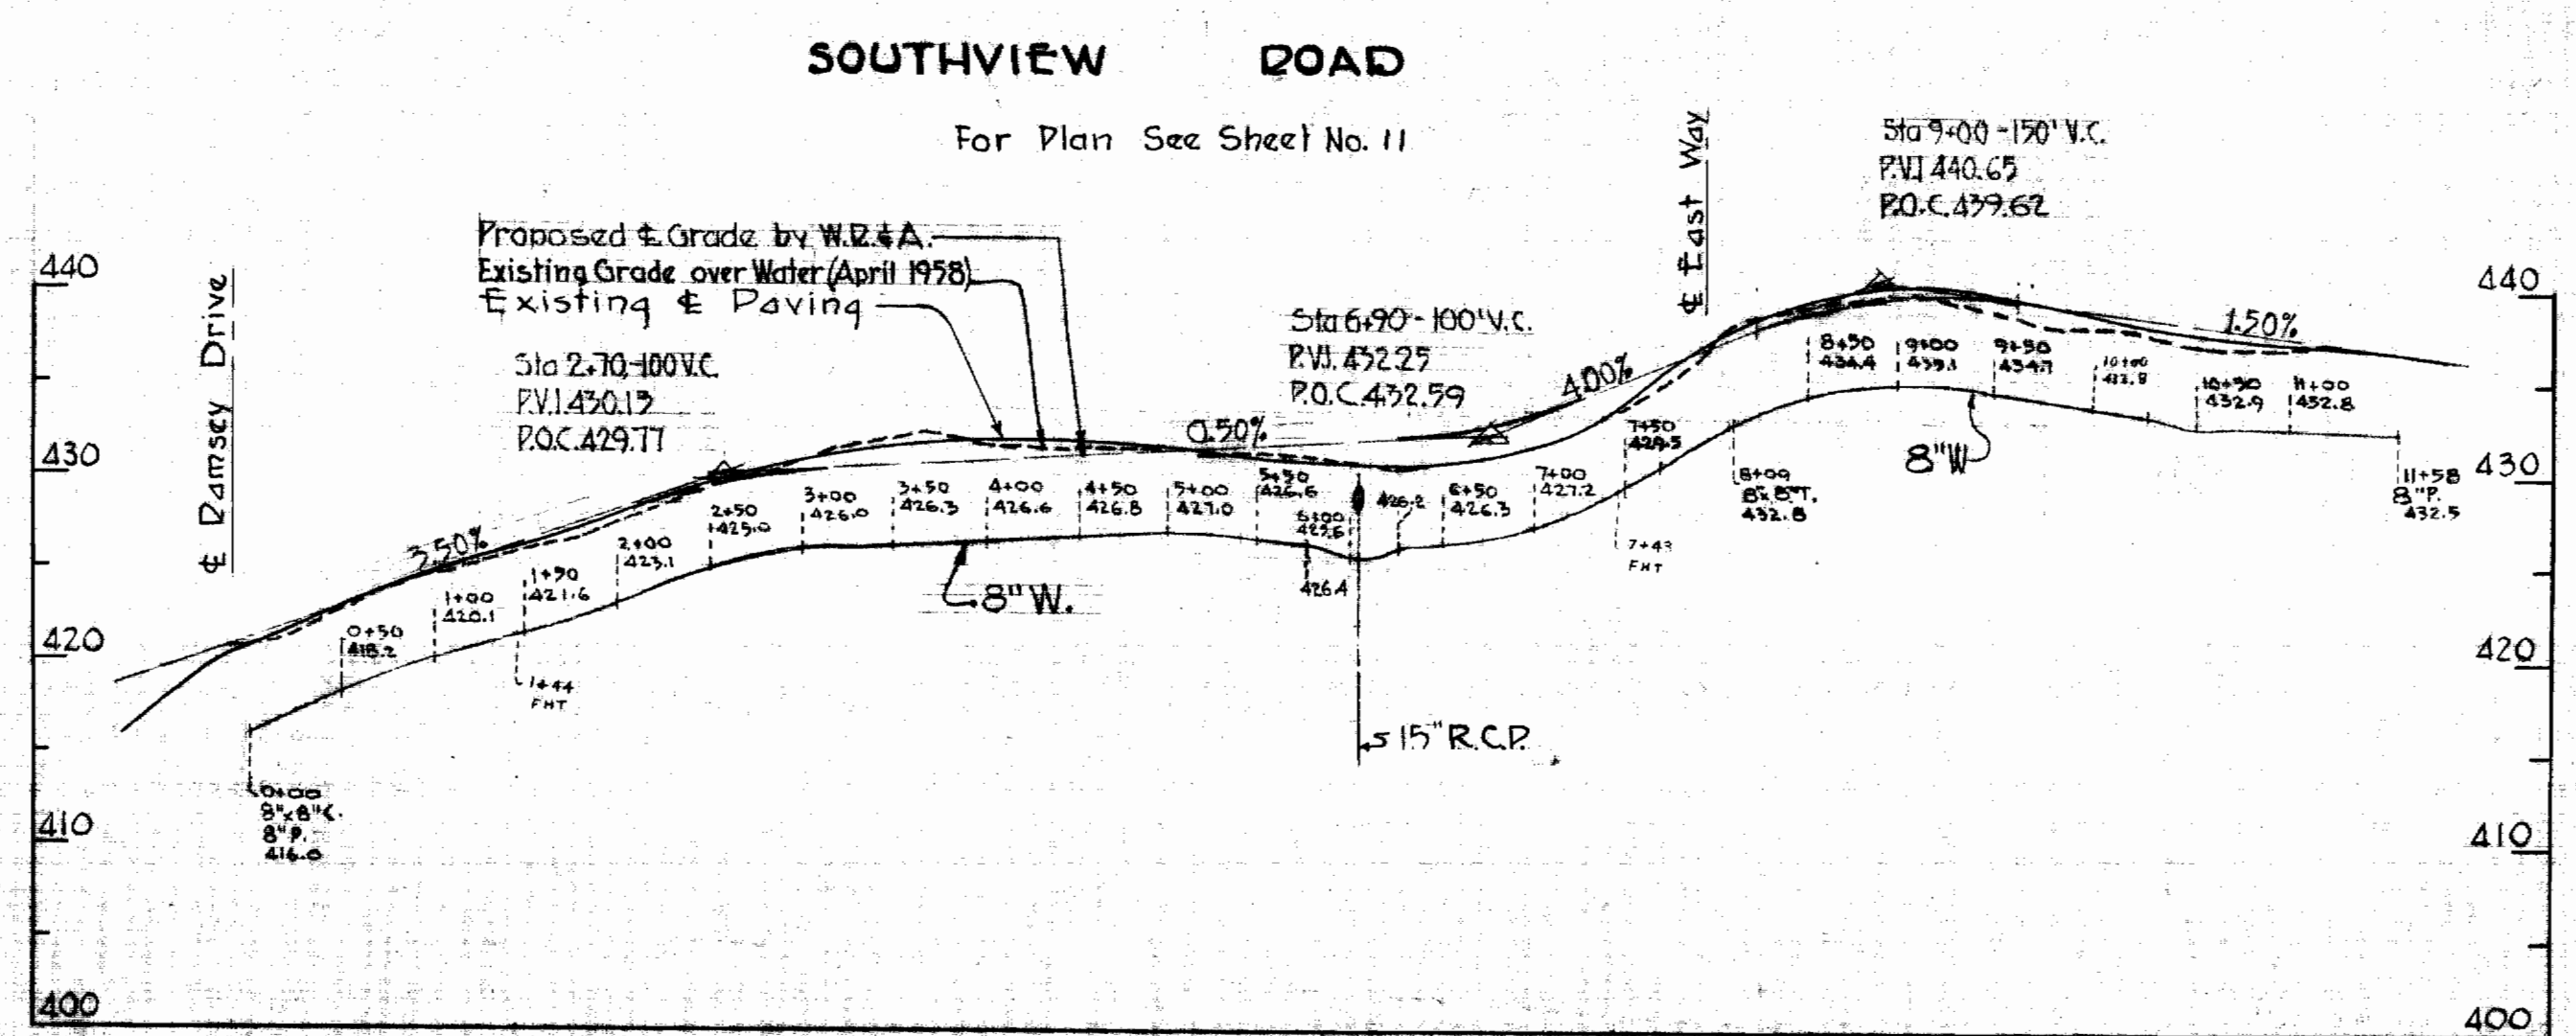 SOUTHVIEW ROAD
For Plan See Sheet No. 11
℄ Ramsey Drive
℄ East Way
Proposed ℄ Grade by W.R.&A.
Existing Grade over Water (April 1958)
Existing ℄ Paving
Sta 2+70-100 V.C.
P.V.I. 430.15
P.O.C. 429.77
Sta 6+90-100' V.C.
P.V.I. 432.25
P.O.C. 432.59
Sta 9+00-150' V.C.
P.V.I 440.65
P.O.C. 439.62
440
430
420
410
400
440
430
420
410
400
3.50%
0.50%
4.00%
1.50%
0+00
8"x8"
8"P.
416.0
0+50
418.2
1+00
420.1
1+44
FHT
1+50
421.6
2+00
423.1
2+50
425.0
3+00
426.0
3+50
426.3
4+00
426.6
4+50
426.8
5+00
427.0
5+50
426.6
426.4
6+00
426.2
6+50
426.3
7+00
427.2
7+43
FHT
7+50
429.5
8+09
8"x8"T.
432.8
8+50
434.4
9+00
9+50
434.7
10+00
10+50
432.9
11+00
432.8
11+58
8"P.
432.5
8"W.
8"W
15" R.C.P.